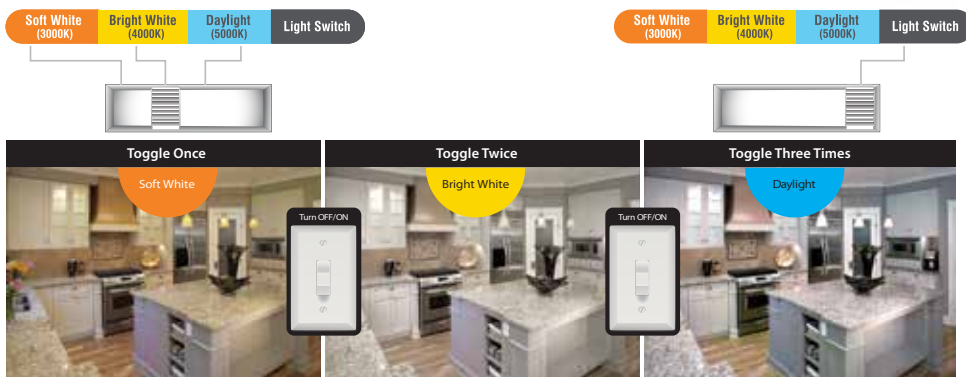 Soft White
(3000K)
Bright White
(4000K)
Daylight
(5000K)
Light Switch
Soft White
(3000K)
Bright White
(4000K)
Daylight
(5000K)
Light Switch
Toggle Once
Toggle Twice
Toggle Three Times
Soft White
Bright White
Daylight
Turn OFF/ON
Turn OFF/ON